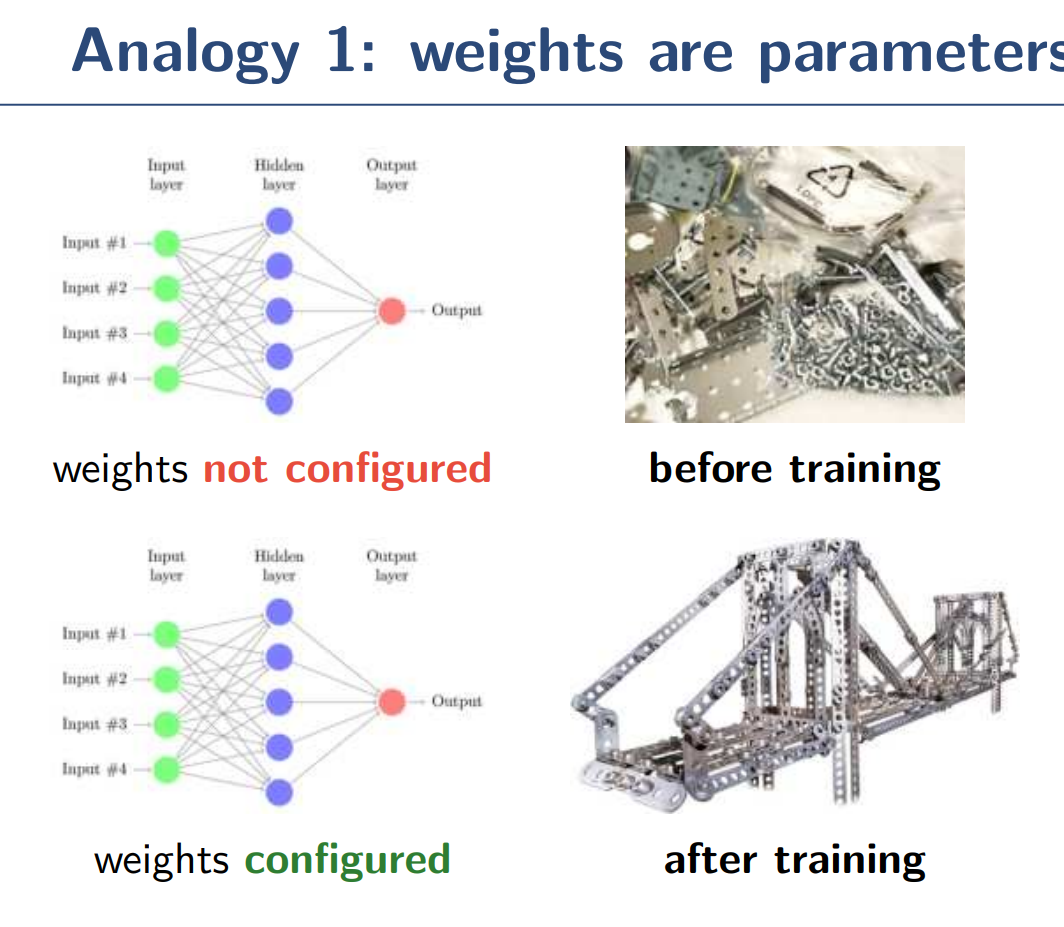 Analogy 1: weights are parameters
Input layer
Hidden layer
Output layer
Input #1
Input #2
Input #3
Input #4
Output
LDPE
weights not configured
before training
Input layer
Hidden layer
Output layer
Input #1
Input #2
Input #3
Input #4
Output
weights configured
after training